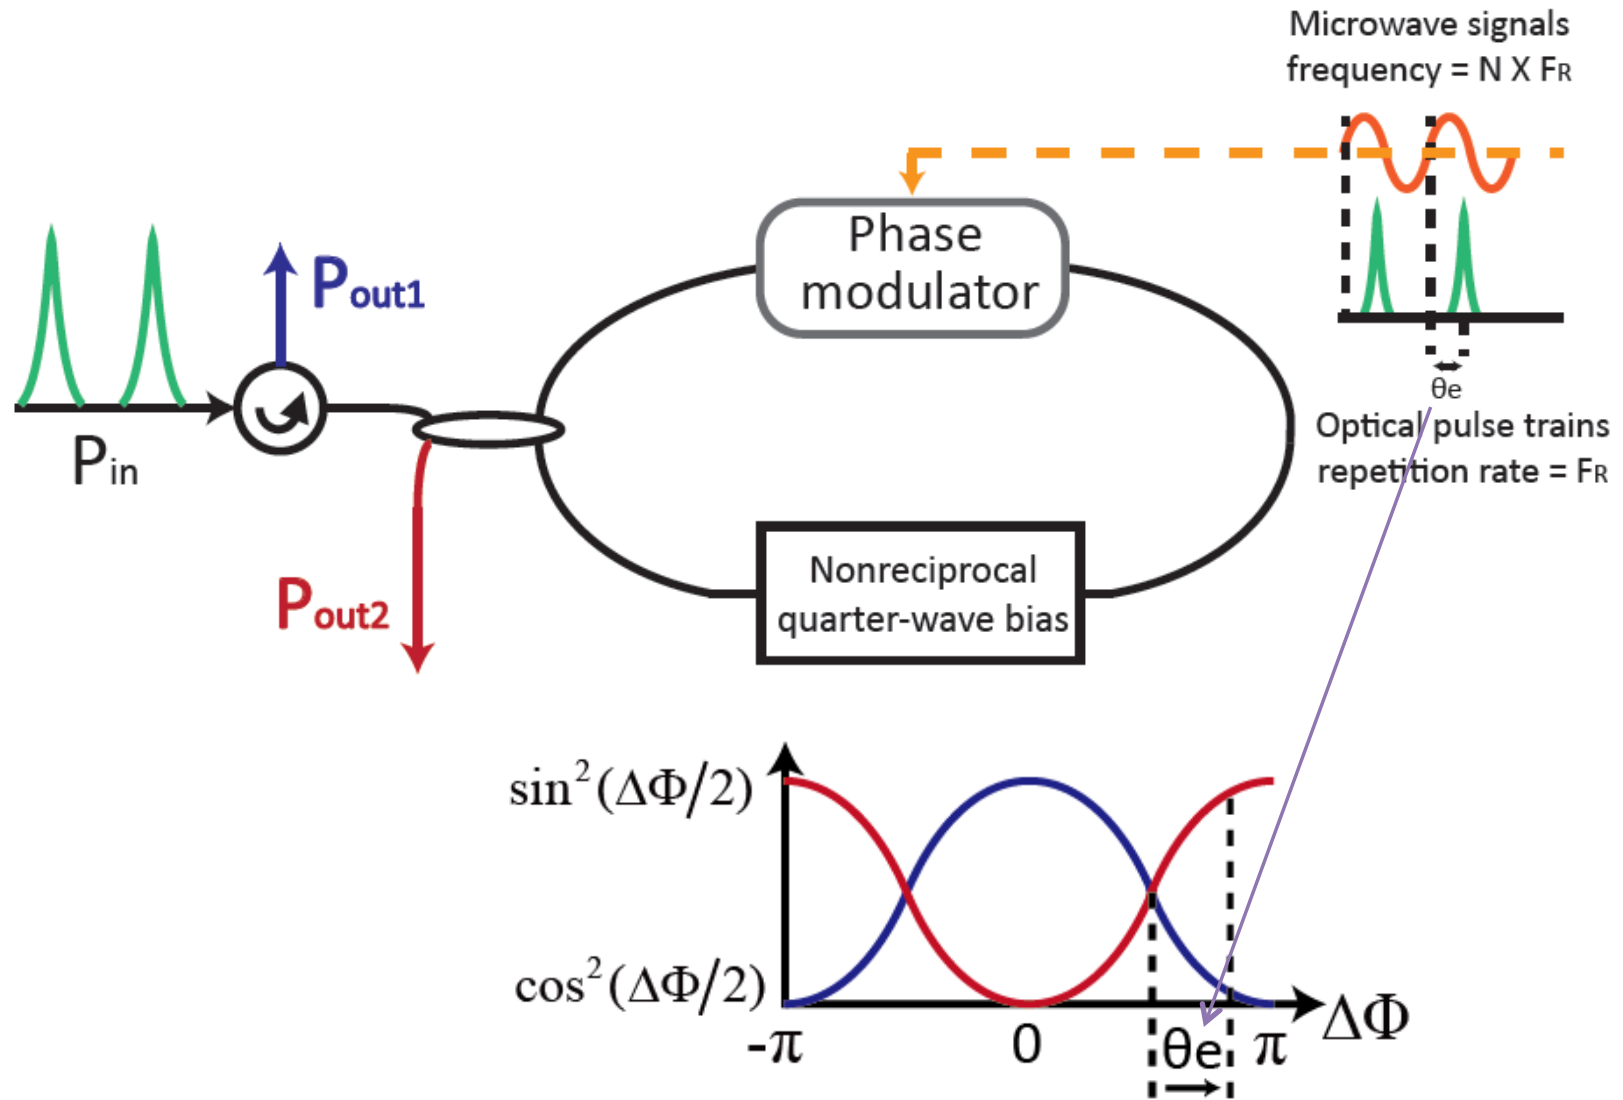 Microwave signals
frequency = N X FR
Phase
modulator
Pout1
Pin
θe
Optical pulse trains
repetition rate = FR
Pout2
Nonreciprocal
quarter-wave bias
sin²(ΔΦ/2)
cos²(ΔΦ/2)
-π
0
θe
π
ΔΦ